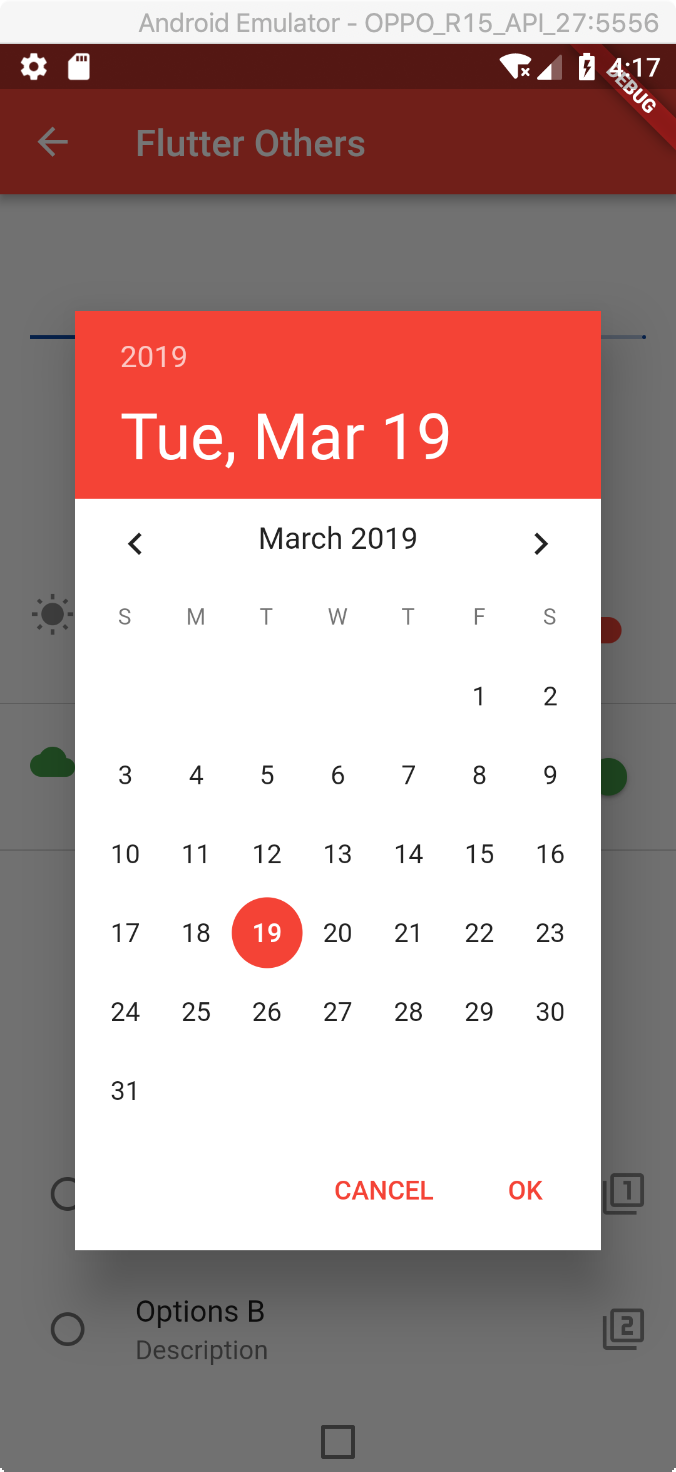 Android Emulator - OPPO_R15_API_27:5556
4:17
DEBUG
Flutter Others
2019
Tue, Mar 19
March 2019
S M T W T F S
1 2
3 4 5 6 7 8 9
10 11 12 13 14 15 16
17 18 19 20 21 22 23
24 25 26 27 28 29 30
31
CANCEL OK
1
Options B
2
Description